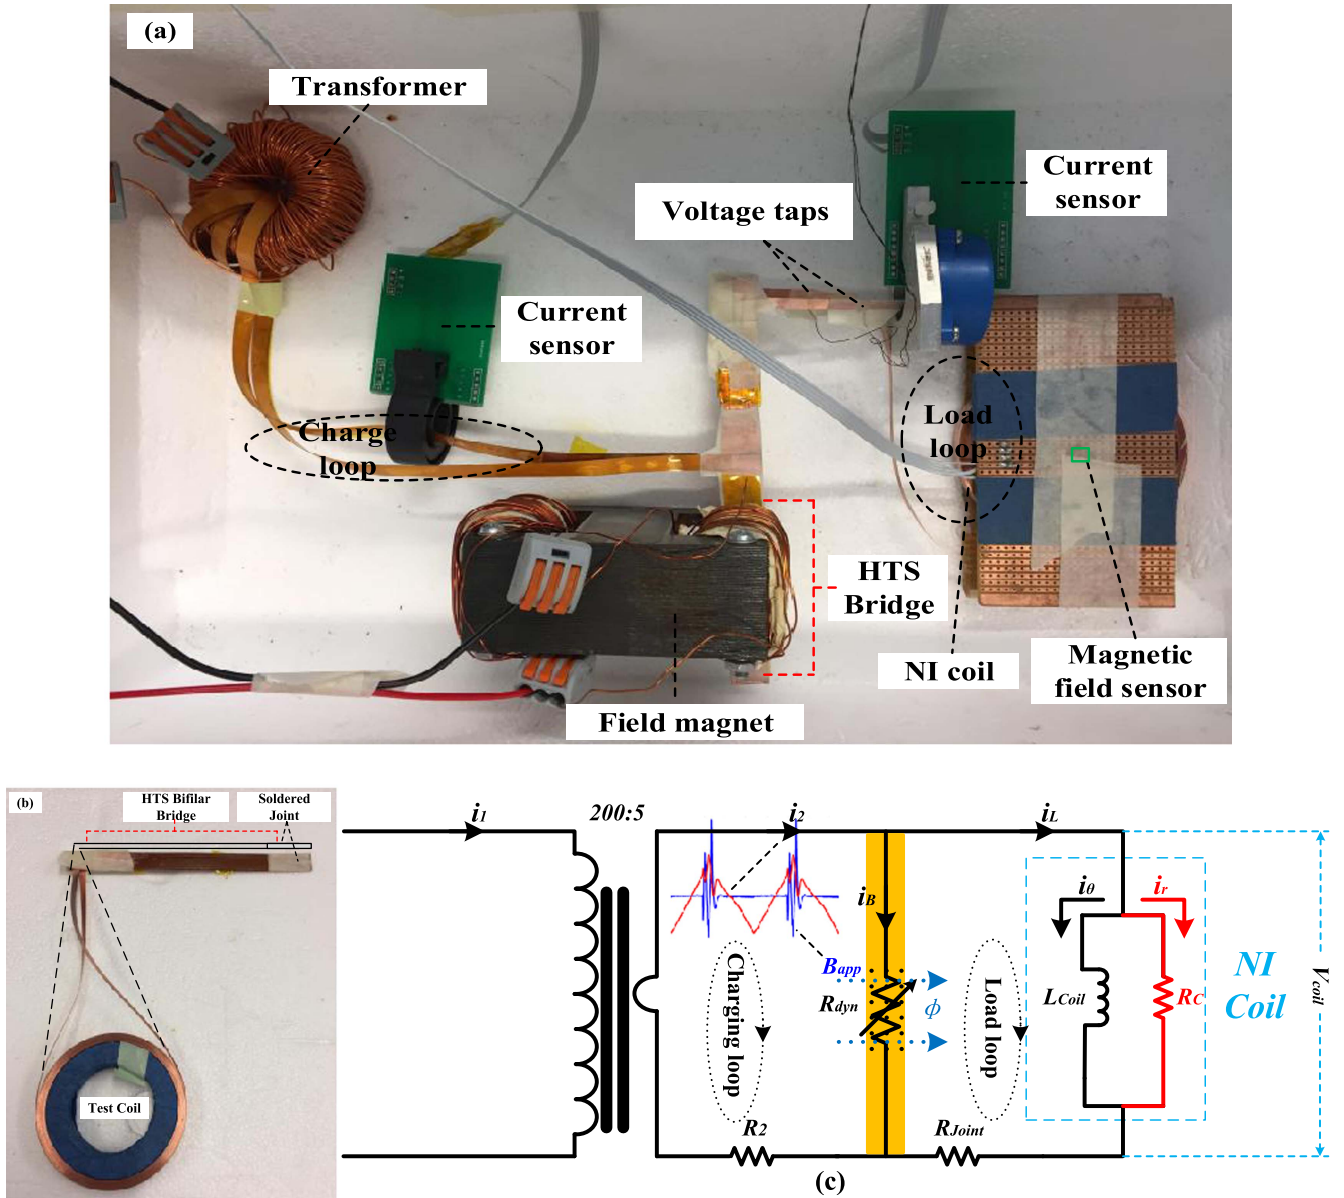 (a)
Transformer
Current
sensor
Voltage taps
Current
sensor
Charge
loop
Load
loop
HTS
Bridge
NI coil
Magnetic
field sensor
Field magnet
(b)
HTS Bifilar
Bridge
Soldered
Joint
Test Coil
i1
200:5
i2
iL
iB
iθ
ir
Bapp
Rdyn
ϕ
Charging loop
Load loop
LCoil
RC
NI
Coil
Vcoil
R2
RJoint
(c)